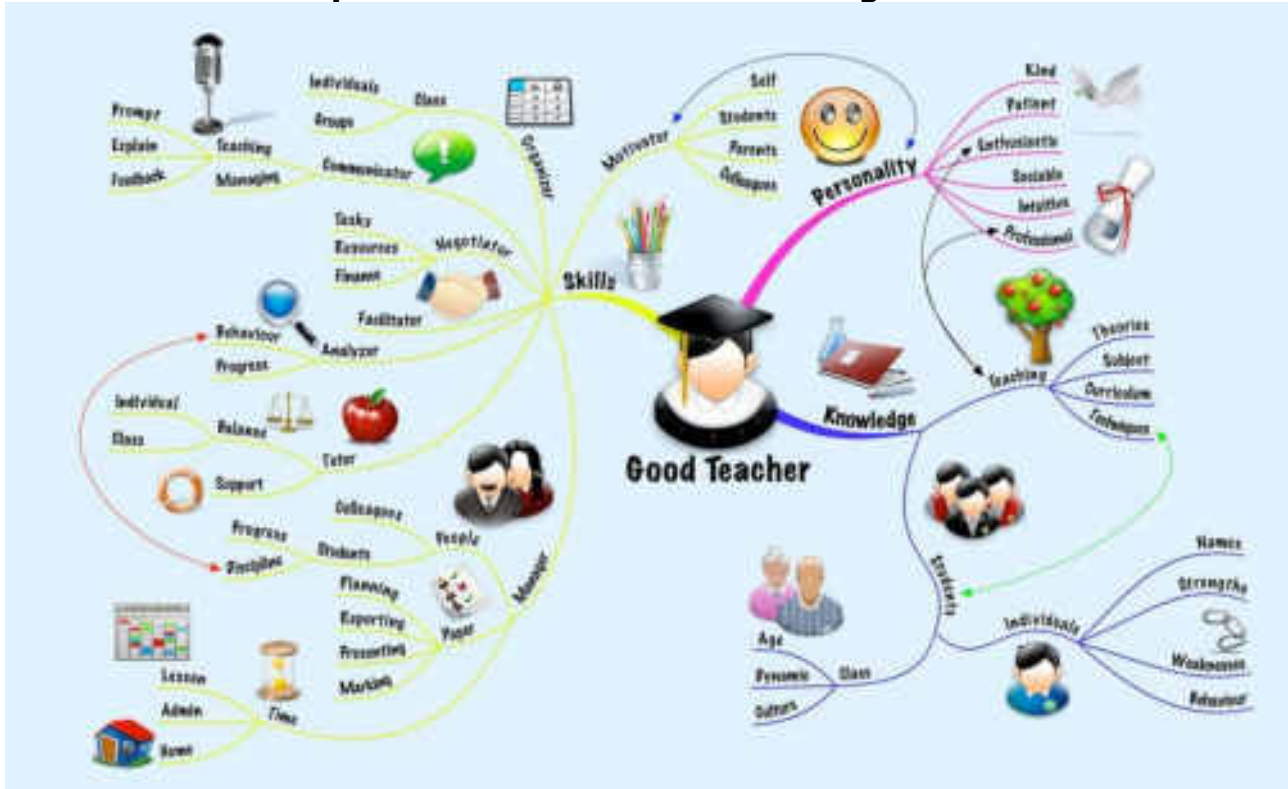 Good Teacher
Skills
Motivator
Self
Students
Parents
Colleagues
Organizer
Class
Individuals
Groups
Communicator
Teaching
Prompt
Explain
Feedback
Managing
Negotiator
Tasks
Resources
Finance
Facilitator
Analyzer
Behaviour
Progress
Tutor
Balance
Individual
Class
Support
Manager
People
Colleagues
Students
Progress
Discipline
Paper
Planning
Reporting
Presenting
Marking
Time
Lesson
Admin
Home
Personality
Kind
Patient
Enthusiastic
Sociable
Intuitive
Professional
Knowledge
Teaching
Theories
Subject
Curriculum
Techniques
Students
Individuals
Names
Strengths
Weaknesses
Behaviour
Class
Age
Dynamic
Culture